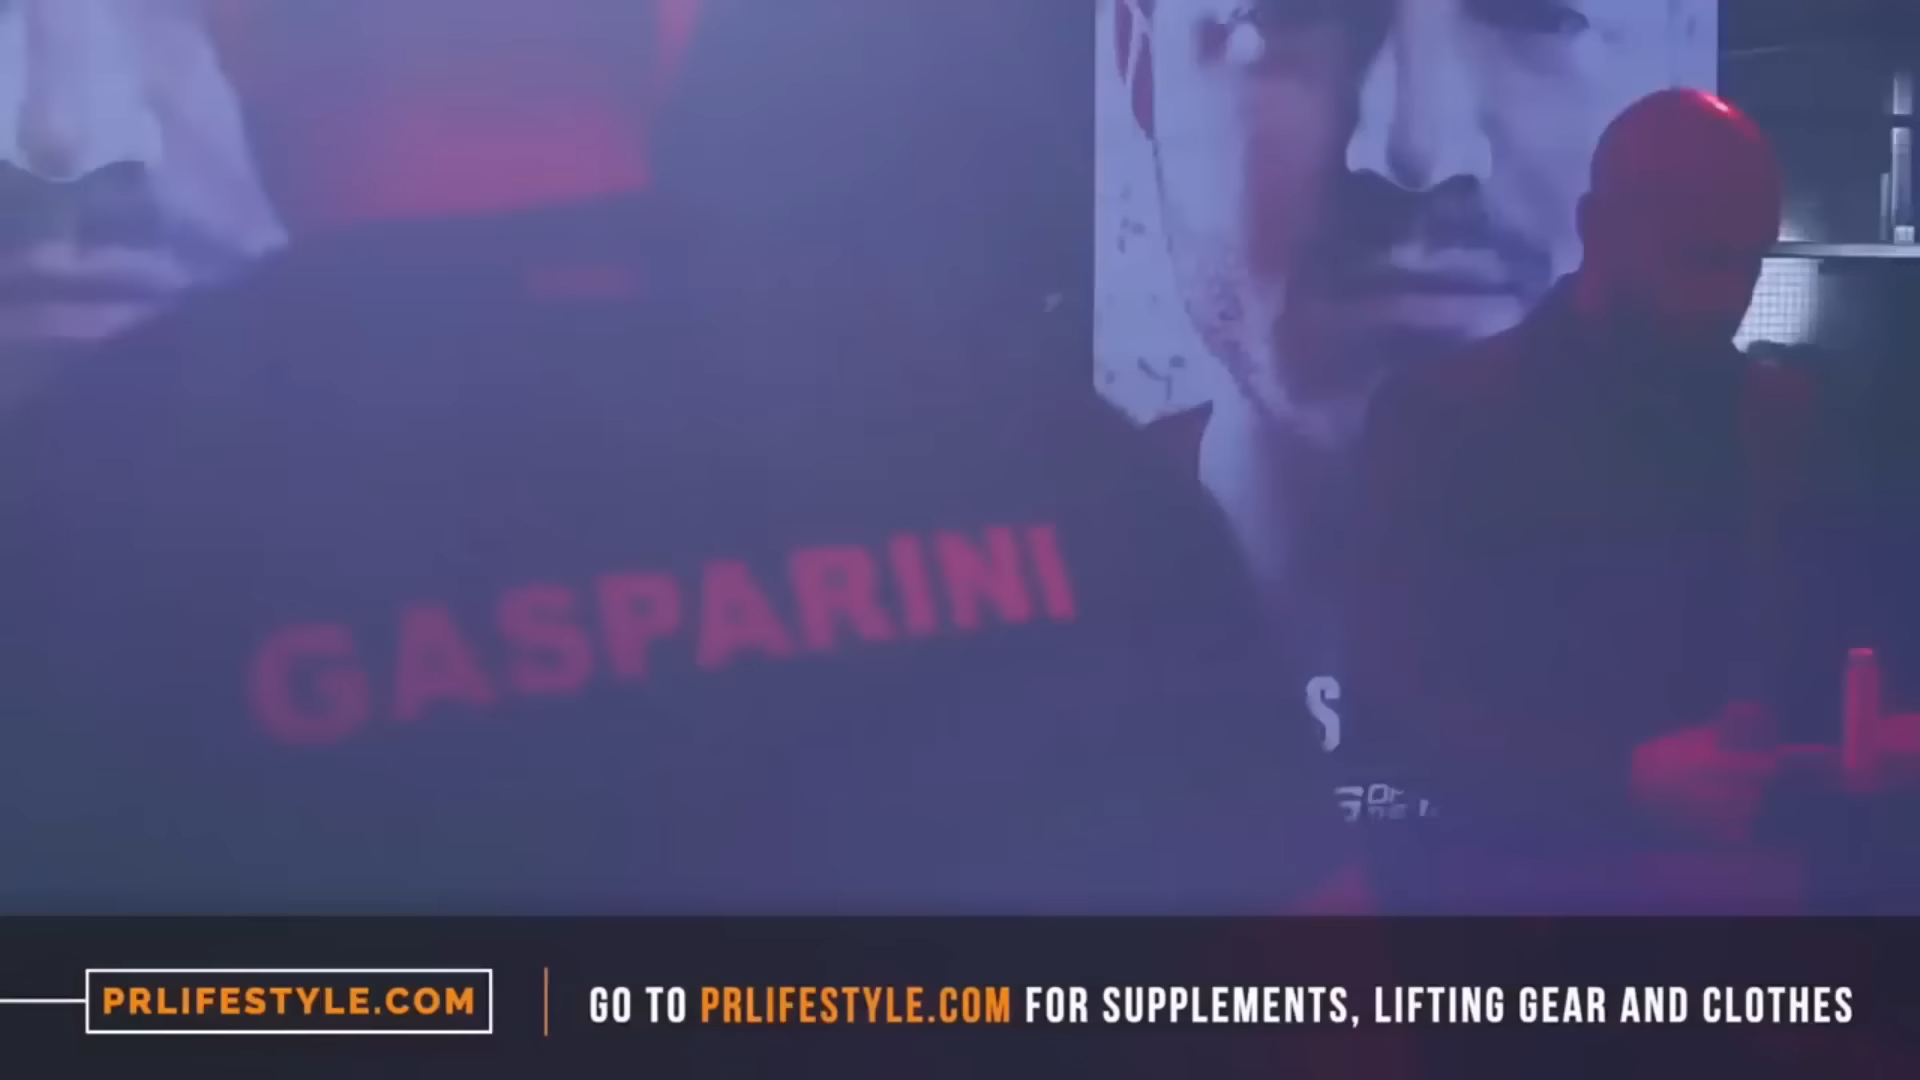 GASPARINI
S
PRLIFESTYLE.COM
GO TO PRLIFESTYLE.COM FOR SUPPLEMENTS, LIFTING GEAR AND CLOTHES